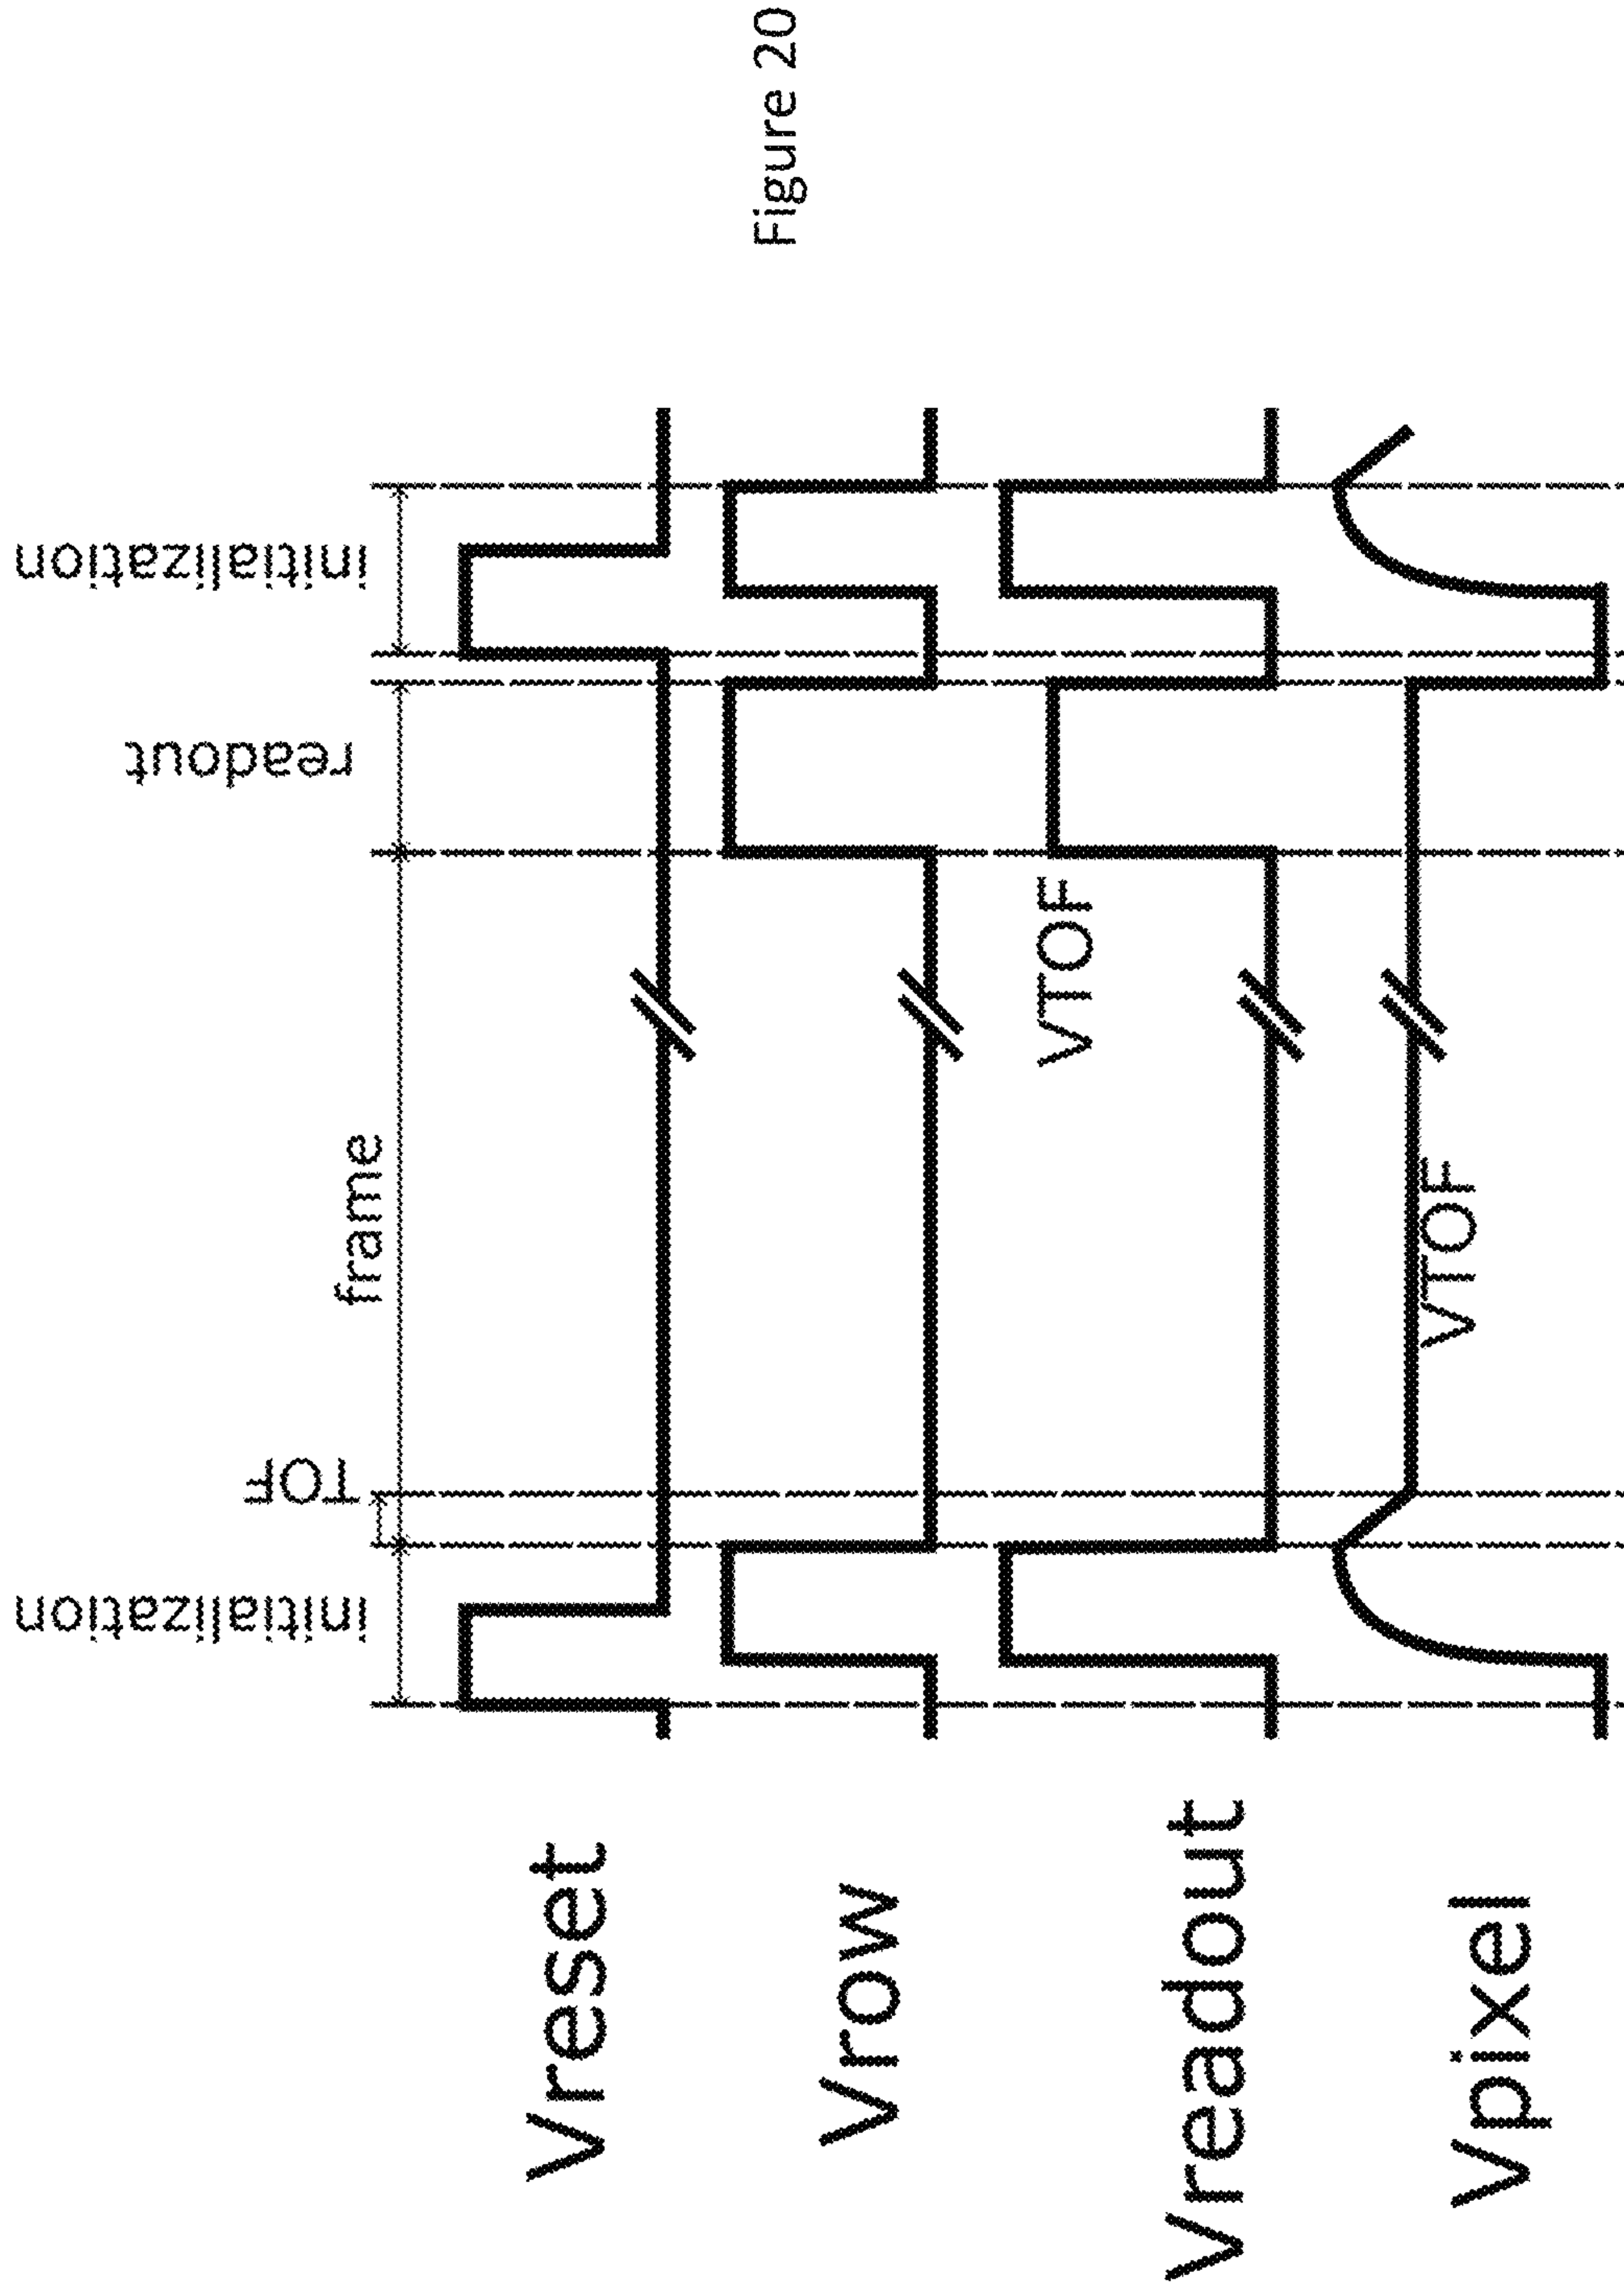 initialization
TOF
frame
readout
initialization
Vreset
Vrow
VTOF
Vreadout
VTOF
Vpixel
Figure 20